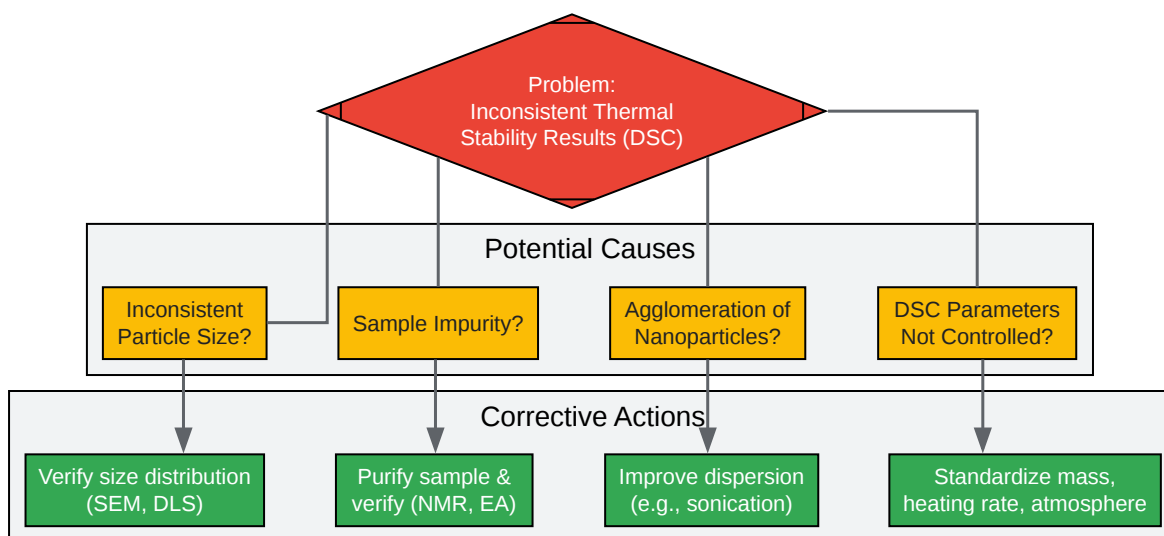 Problem:
Inconsistent Thermal
Stability Results (DSC)
Potential Causes
Inconsistent
Particle Size?
Sample Impurity?
Agglomeration of
Nanoparticles?
DSC Parameters
Not Controlled?
Corrective Actions
Verify size distribution
(SEM, DLS)
Purify sample &
verify (NMR, EA)
Improve dispersion
(e.g., sonication)
Standardize mass,
heating rate, atmosphere